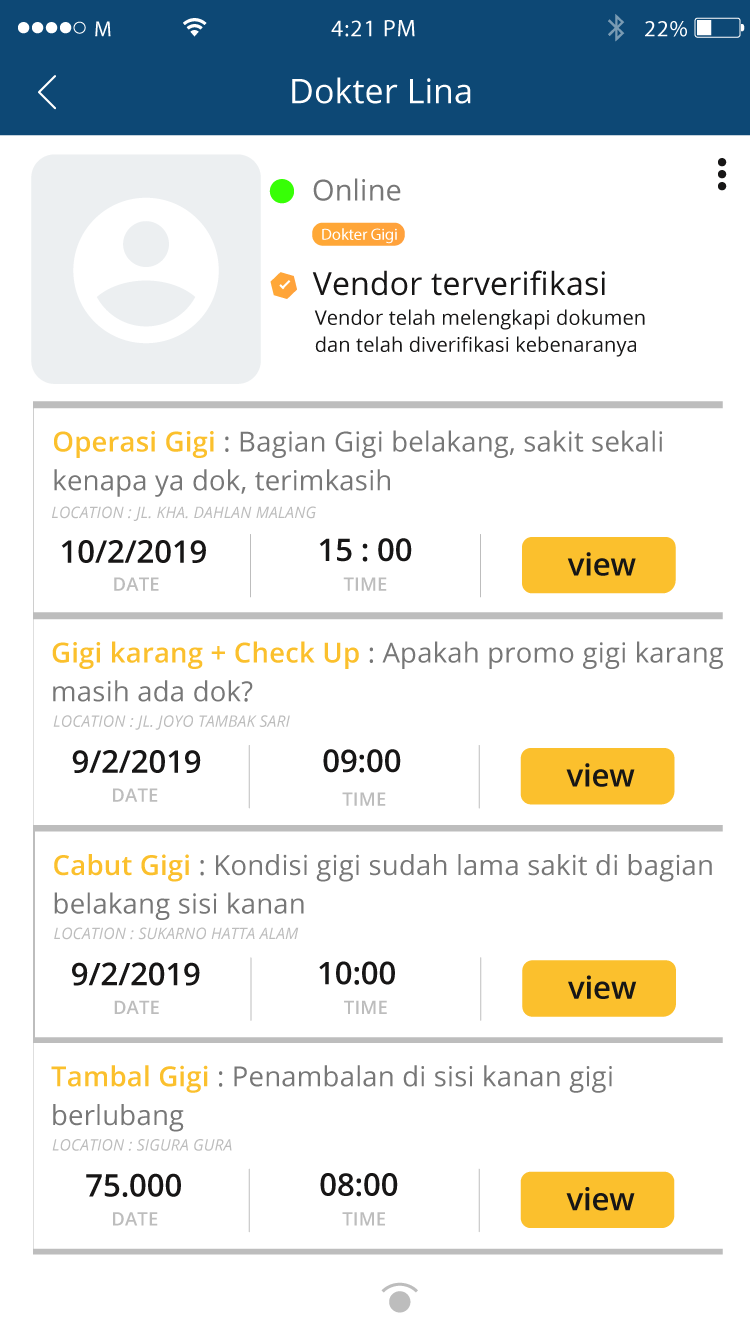 M 4:21 PM 22%
Dokter Lina
Online
Dokter Gigi
Vendor terverifikasi
Vendor telah melengkapi dokumen
dan telah diverifikasi kebenaranya
Operasi Gigi : Bagian Gigi belakang, sakit sekali
kenapa ya dok, terimkasih
LOCATION : JL. KHA. DAHLAN MALANG
10/2/2019 15 : 00 view
DATE TIME
Gigi karang + Check Up : Apakah promo gigi karang
masih ada dok?
LOCATION : JL. JOYO TAMBAK SARI
9/2/2019 09:00 view
DATE TIME
Cabut Gigi : Kondisi gigi sudah lama sakit di bagian
belakang sisi kanan
LOCATION : SUKARNO HATTA ALAM
9/2/2019 10:00 view
DATE TIME
Tambal Gigi : Penambalan di sisi kanan gigi
berlubang
LOCATION : SIGURA GURA
75.000 08:00 view
DATE TIME